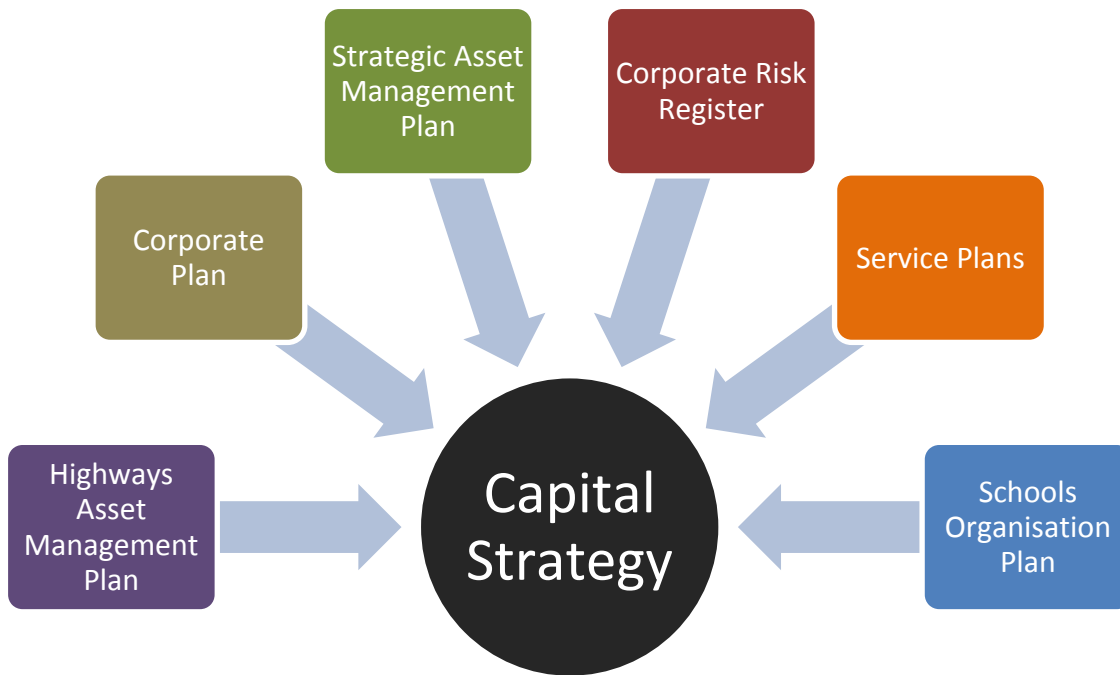 Strategic Asset
Management
Plan
Corporate Risk
Register
Corporate
Plan
Service Plans
Highways
Asset
Management
Plan
Capital
Strategy
Schools
Organisation
Plan